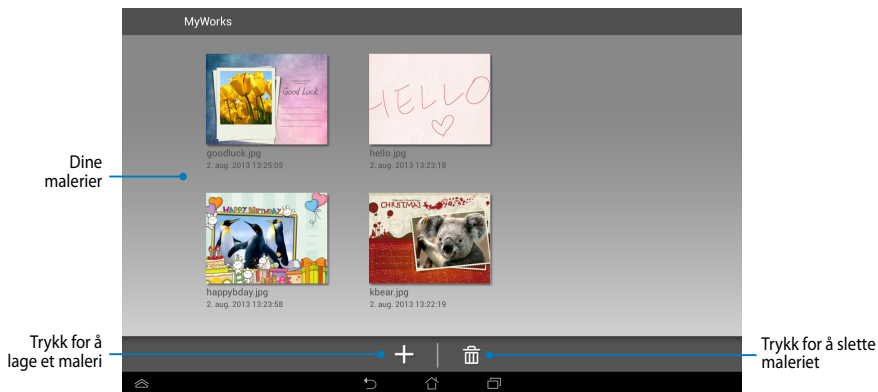 MyWorks
Good Luck
goodluck.jpg
2. aug. 2013 13:25:05
HELLO
hello.jpg
2. aug. 2013 13:23:18
Dine
malerier
HAPPY BIRTHDAY
happybday.jpg
2. aug. 2013 13:23:58
CHRISTMAS
kbear.jpg
2. aug. 2013 13:22:19
Trykk for å
lage et maleri
Trykk for å slette
maleriet